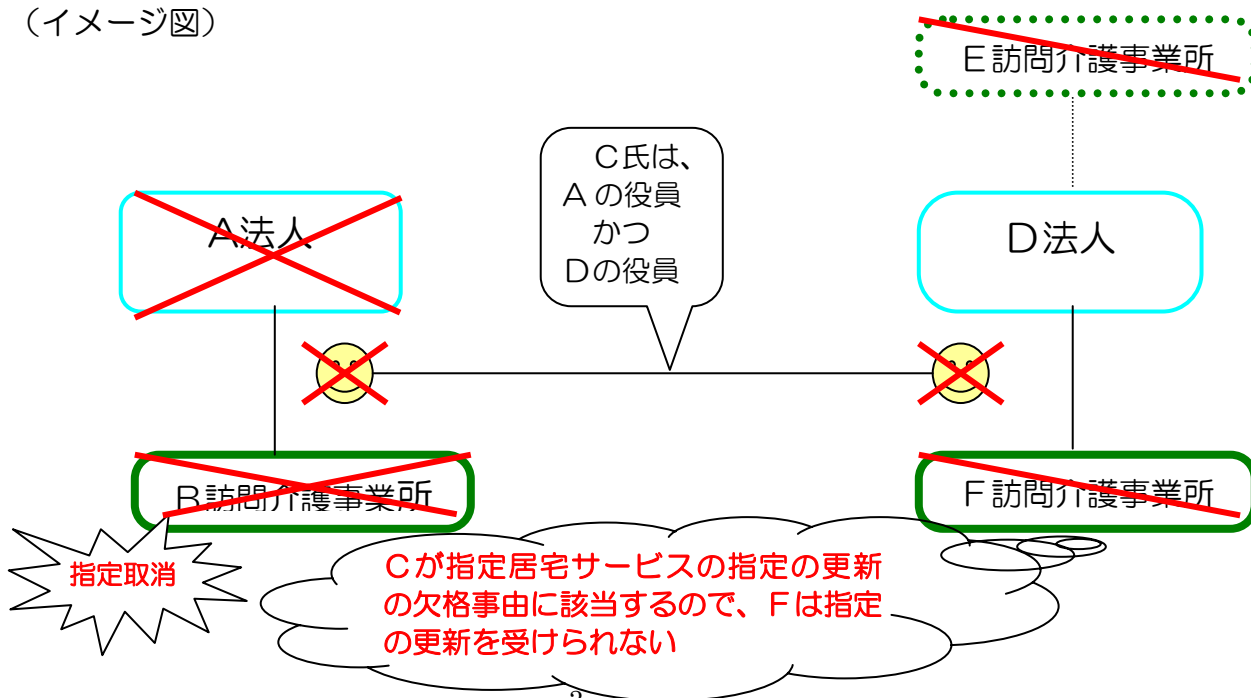 （イメージ図）
Ｅ訪問介護事業所
Ｃ氏は、
Ａの役員
かつ
Ｄの役員
Ａ法人
Ｄ法人
Ｂ訪問介護事業所
Ｆ訪問介護事業所
指定取消
Ｃが指定居宅サービスの指定の更新
の欠格事由に該当するので、Ｆは指定
の更新を受けられない